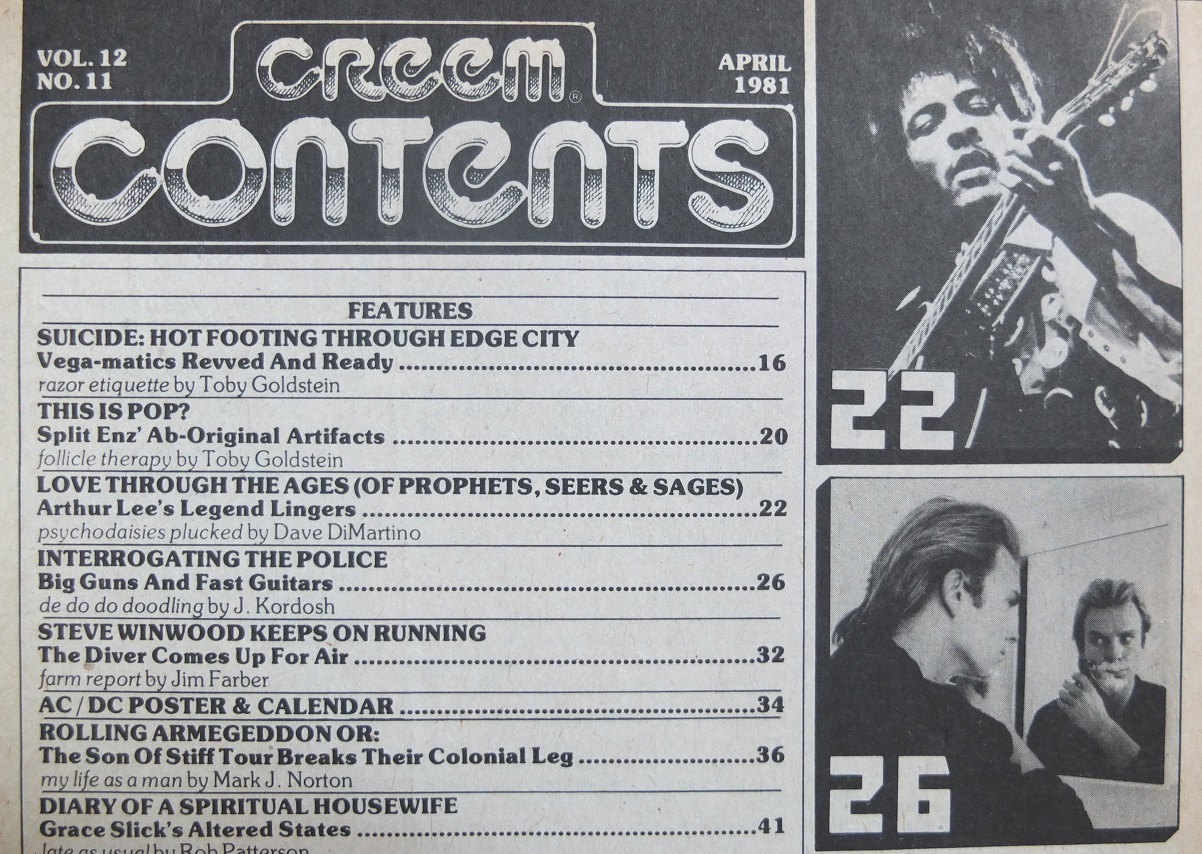 VOL. 12
NO. 11
CREEM
®
APRIL
1981
CONTENTS
FEATURES
SUICIDE: HOT FOOTING THROUGH EDGE CITY
Vega-matics Revved And Ready ........................................................16
razor etiquette by Toby Goldstein
THIS IS POP?
Split Enz' Ab-Original Artifacts ........................................................20
follicle therapy by Toby Goldstein
LOVE THROUGH THE AGES (OF PROPHETS, SEERS & SAGES)
Arthur Lee's Legend Lingers ........................................................22
psychodaisies plucked by Dave DiMartino
INTERROGATING THE POLICE
Big Guns And Fast Guitars ........................................................26
de do do doodling by J. Kordosh
STEVE WINWOOD KEEPS ON RUNNING
The Diver Comes Up For Air ........................................................32
farm report by Jim Farber
AC/DC POSTER & CALENDAR ........................................................34
ROLLING ARMEGEDDON OR:
The Son Of Stiff Tour Breaks Their Colonial Leg ............................36
my life as a man by Mark J. Norton
DIARY OF A SPIRITUAL HOUSEWIFE
Grace Slick's Altered States ........................................................41
late as usual by Rob Patterson
22
26